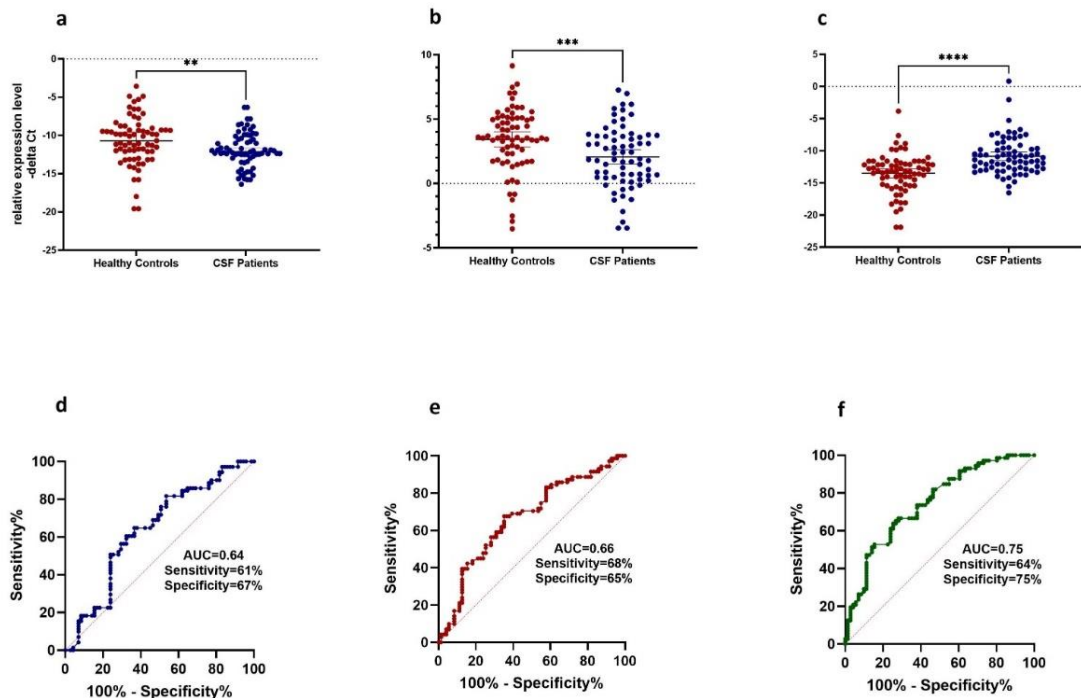 a
b
c
relative expression level
-delta Ct
0
-5
-10
-15
-20
-25
**
Healthy Controls
CSF Patients
10
5
0
5
***
Healthy Controls
CSF Patients
5
0
-5
-10
-15
-20
-25
****
Healthy Controls
CSF Patients
d
e
f
Sensitivity%
100
80
60
40
20
0
AUC=0.64
Sensitivity=61%
Specificity=67%
0 20 40 60 80 100
100% - Specificity%
Sensitivity%
100
80
60
40
20
0
AUC=0.66
Sensitivity=68%
Specificity=65%
0 20 40 60 80 100
100% - Specificity%
Sensitivity%
100
80
60
40
20
0
AUC=0.75
Sensitivity=64%
Specificity=75%
0 20 40 60 80 100
100% - Specificity%